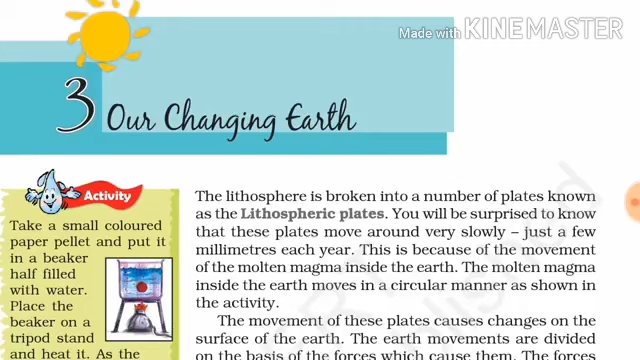 Made with KINEMASTER
3 Our Changing Earth
Activity
Take a small coloured
paper pellet and put it
in a beaker
half filled
with water.
Place the
beaker on a
tripod stand
and heat it. As the
The lithosphere is broken into a number of plates known
as the Lithospheric plates. You will be surprised to know
that these plates move around very slowly – just a few
millimetres each year. This is because of the movement
of the molten magma inside the earth. The molten magma
inside the earth moves in a circular manner as shown in
the activity.
The movement of these plates causes changes on the
surface of the earth. The earth movements are divided
on the basis of the forces which cause them. The forces